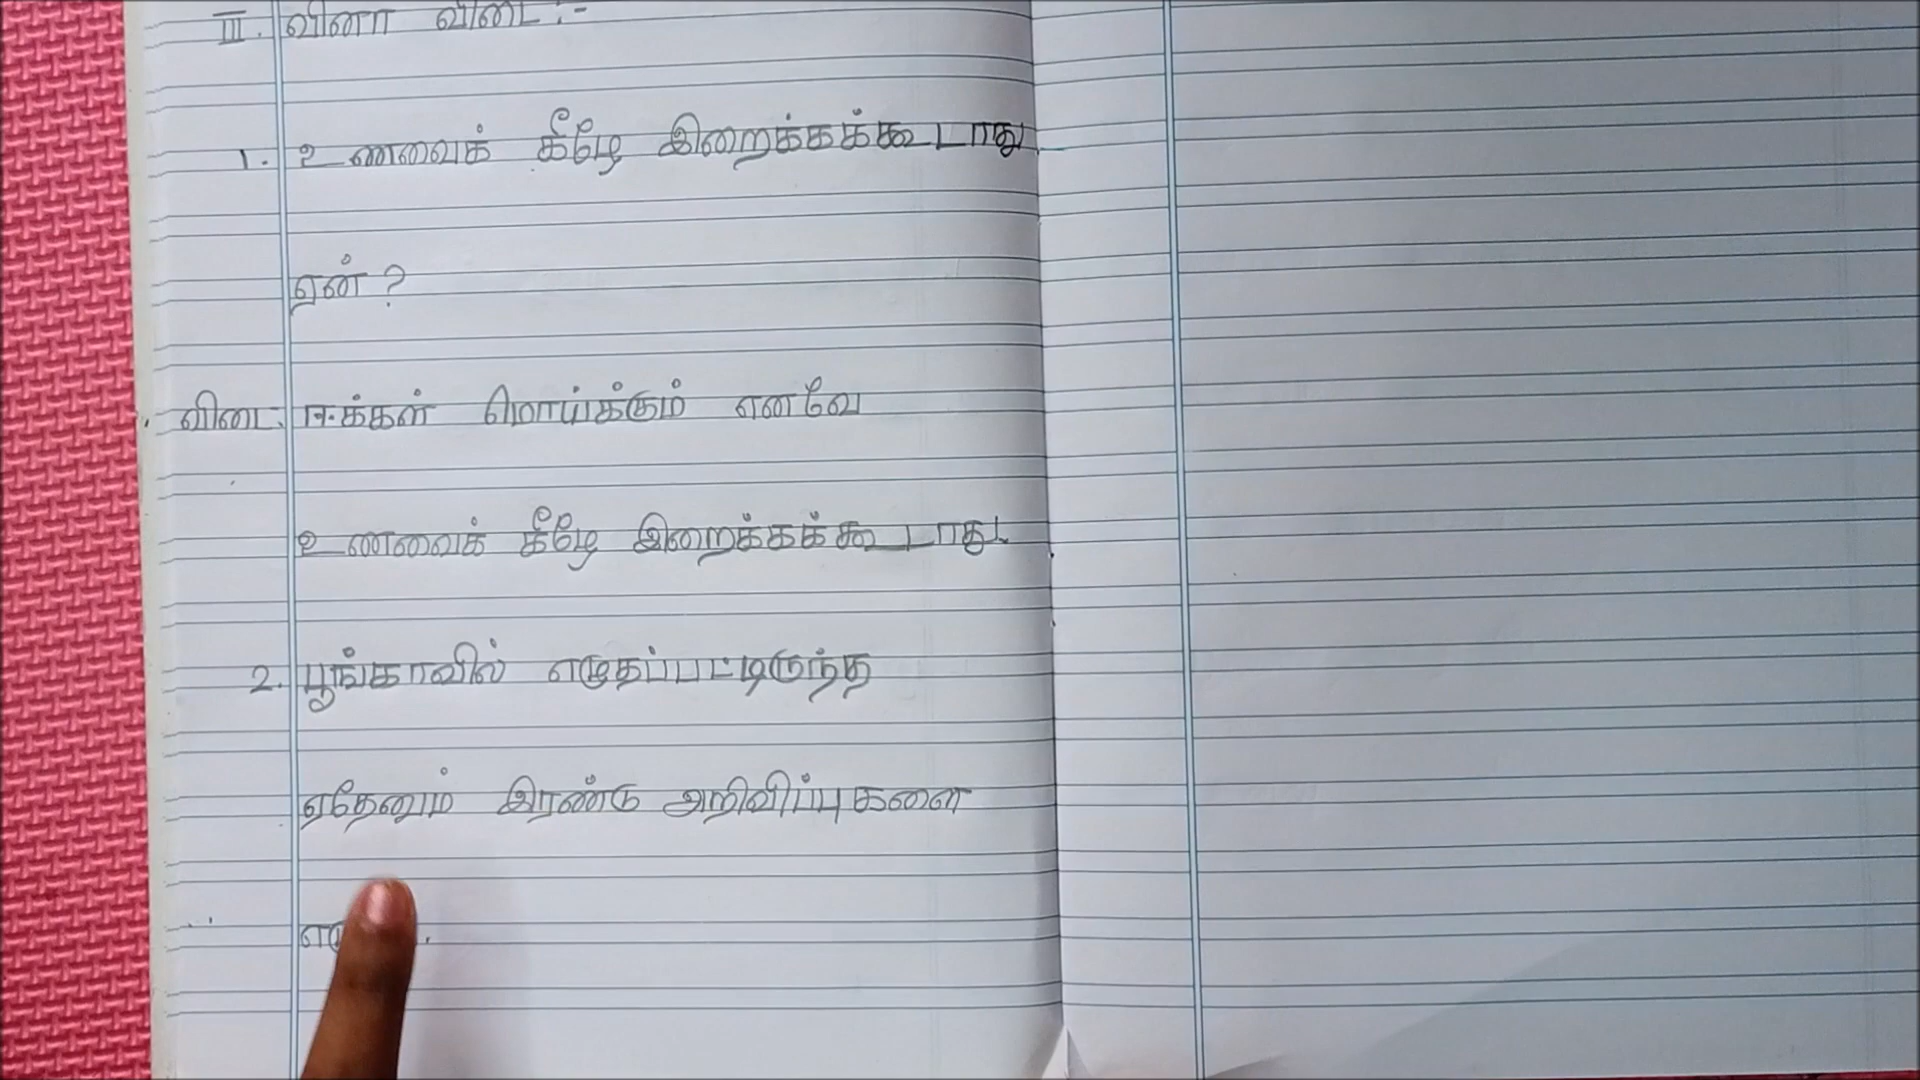 III. வினா விடை :-
1. உணவைக் கீழே இறைக்கக்கூடாது
ஏன் ?
விடை. ஈக்கள் மொய்க்கும் எனவே
உணவைக் கீழே இறைக்கக்கூடாது.
2. பூங்காவில் எழுதப்பட்டிருந்த
ஏதேனும் இரண்டு அறிவிப்புகளை